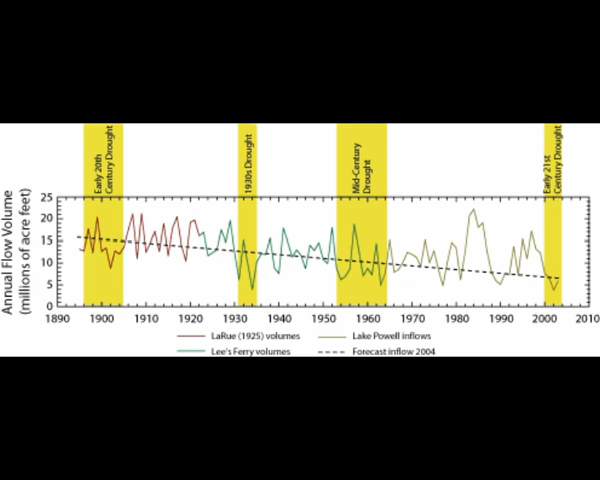 Early 20th
Century Drought
1930s Drought
Mid-Century
Drought
Early 21st
Century Drought
Annual Flow Volume
(millions of acre feet)
25
20
15
10
5
0
1890 1900 1910 1920 1930 1940 1950 1960 1970 1980 1990 2000 2010
LaRue (1925) volumes
Lake Powell inflows
Lee's Ferry volumes
Forecast inflow 2004